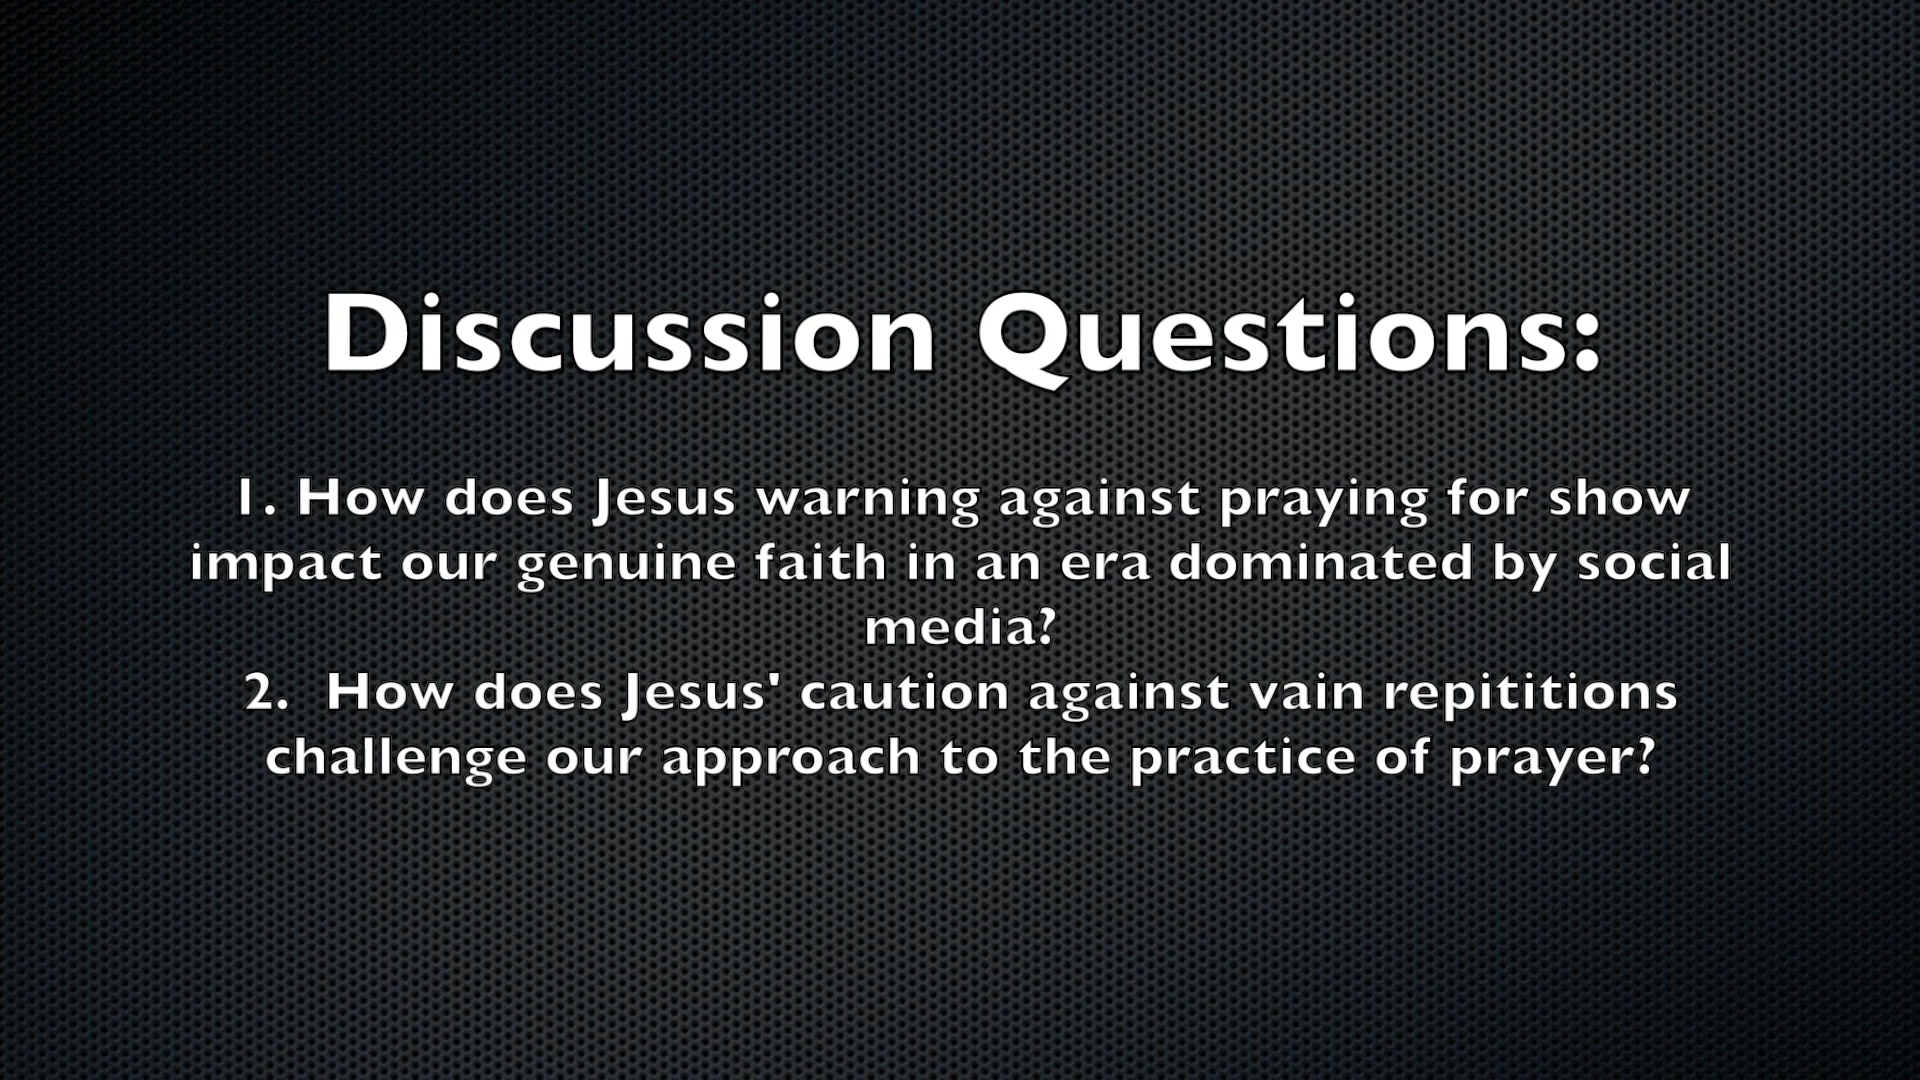 Discussion Questions:
1. How does Jesus warning against praying for show
impact our genuine faith in an era dominated by social
media?
2.  How does Jesus' caution against vain repititions
challenge our approach to the practice of prayer?